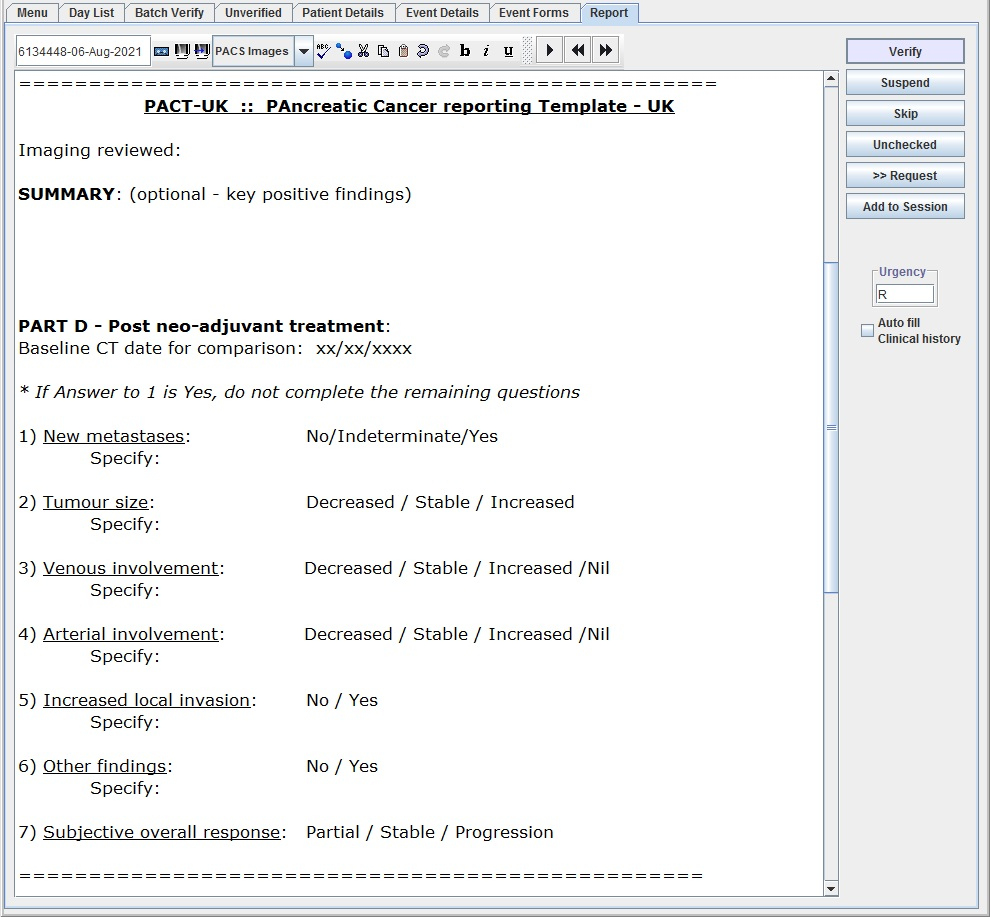 Menu Day List Batch Verify Unverified Patient Details Event Details Event Forms Report
6134448-06-Aug-2021 PACS Images ABC b i u
Verify
Suspend
Skip
Unchecked
>> Request
Add to Session
Urgency
R
Auto fill
Clinical history
==================================================
PACT-UK :: PAncreatic Cancer reporting Template - UK
Imaging reviewed:
SUMMARY: (optional - key positive findings)
PART D - Post neo-adjuvant treatment:
Baseline CT date for comparison: xx/xx/xxxx
* If Answer to 1 is Yes, do not complete the remaining questions
1) New metastases: No/Indeterminate/Yes
Specify:
2) Tumour size: Decreased / Stable / Increased
Specify:
3) Venous involvement: Decreased / Stable / Increased /Nil
Specify:
4) Arterial involvement: Decreased / Stable / Increased /Nil
Specify:
5) Increased local invasion: No / Yes
Specify:
6) Other findings: No / Yes
Specify:
7) Subjective overall response: Partial / Stable / Progression
=================================================